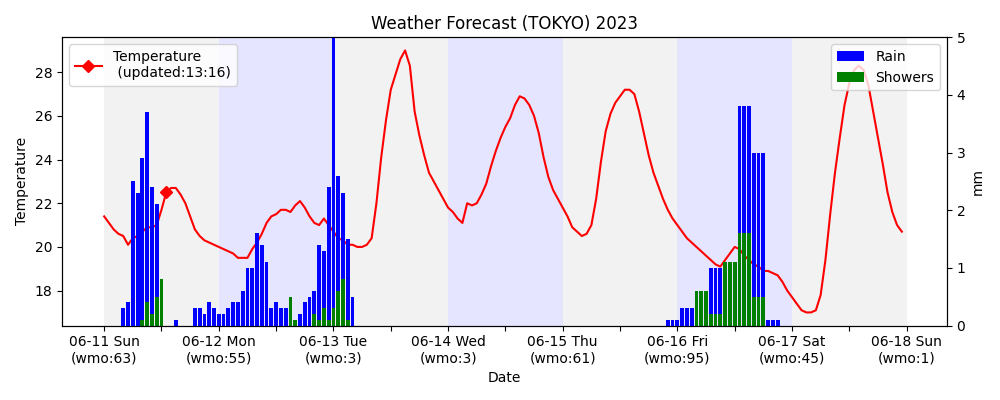 Weather Forecast (TOKYO) 2023
Temperature
(updated:13:16)
Rain
Showers
28
26
24
22
20
18
Temperature
5
4
3
2
1
0
mm
06-11 Sun
(wmo:63)
06-12 Mon
(wmo:55)
06-13 Tue
(wmo:3)
06-14 Wed
(wmo:3)
06-15 Thu
(wmo:61)
06-16 Fri
(wmo:95)
06-17 Sat
(wmo:45)
06-18 Sun
(wmo:1)
Date